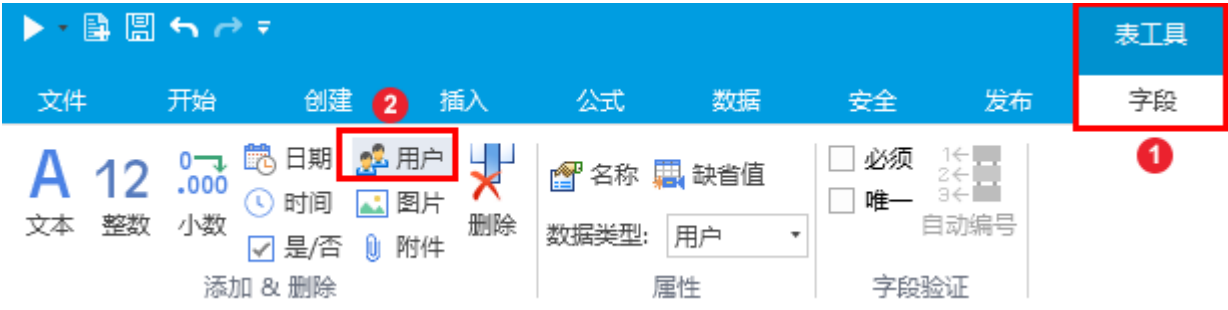 表工具
文件 开始 创建 2 插入 公式 数据 安全 发布 字段
1
A 文本
12 整数
0 .000 小数
日期
时间
是/否
用户
图片
附件
删除
添加 & 删除
名称
缺省值
数据类型: 用户
属性
必须
唯一
1
2
3
自动编号
字段验证